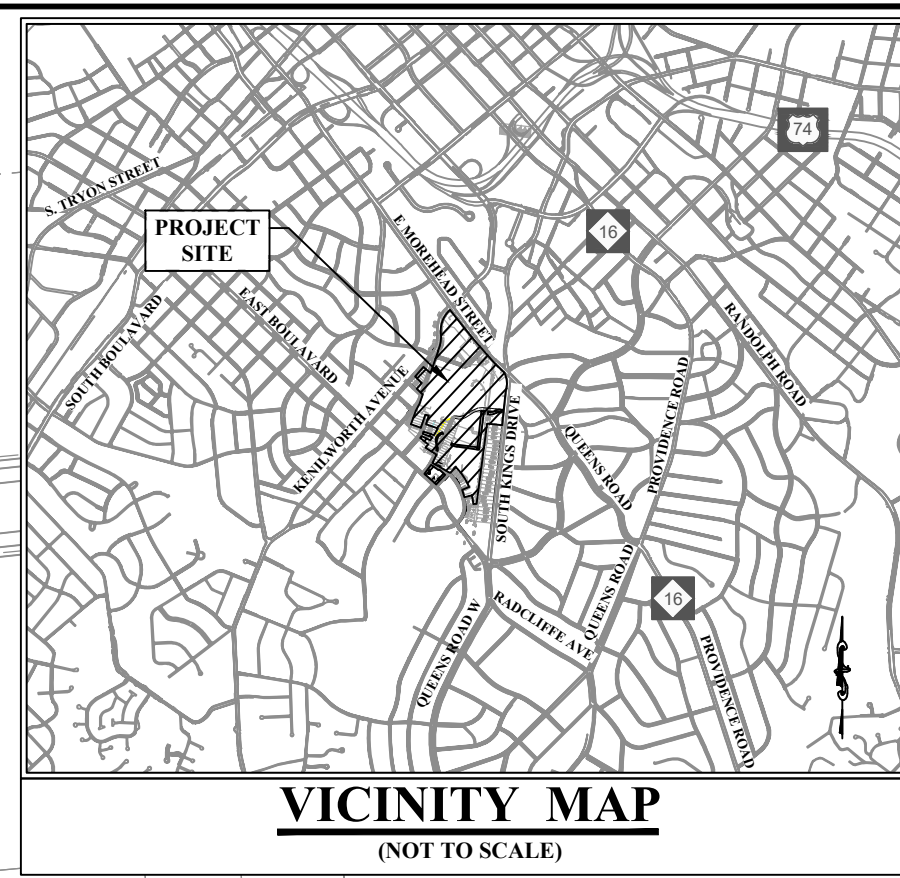 74
S. TRYON STREET
PROJECT
SITE
16
E MOREHEAD STREET
EAST BOULAVARD
SOUTH BOULAVARD
RANDOLPH ROAD
KENILWORTH AVENUE
PROVIDENCE ROAD
SOUTH KINGS DRIVE
QUEENS ROAD
QUEENS ROAD
16
RADCLIFFE AVE
QUEENS ROAD W
PROVIDENCE ROAD
VICINITY MAP
(NOT TO SCALE)